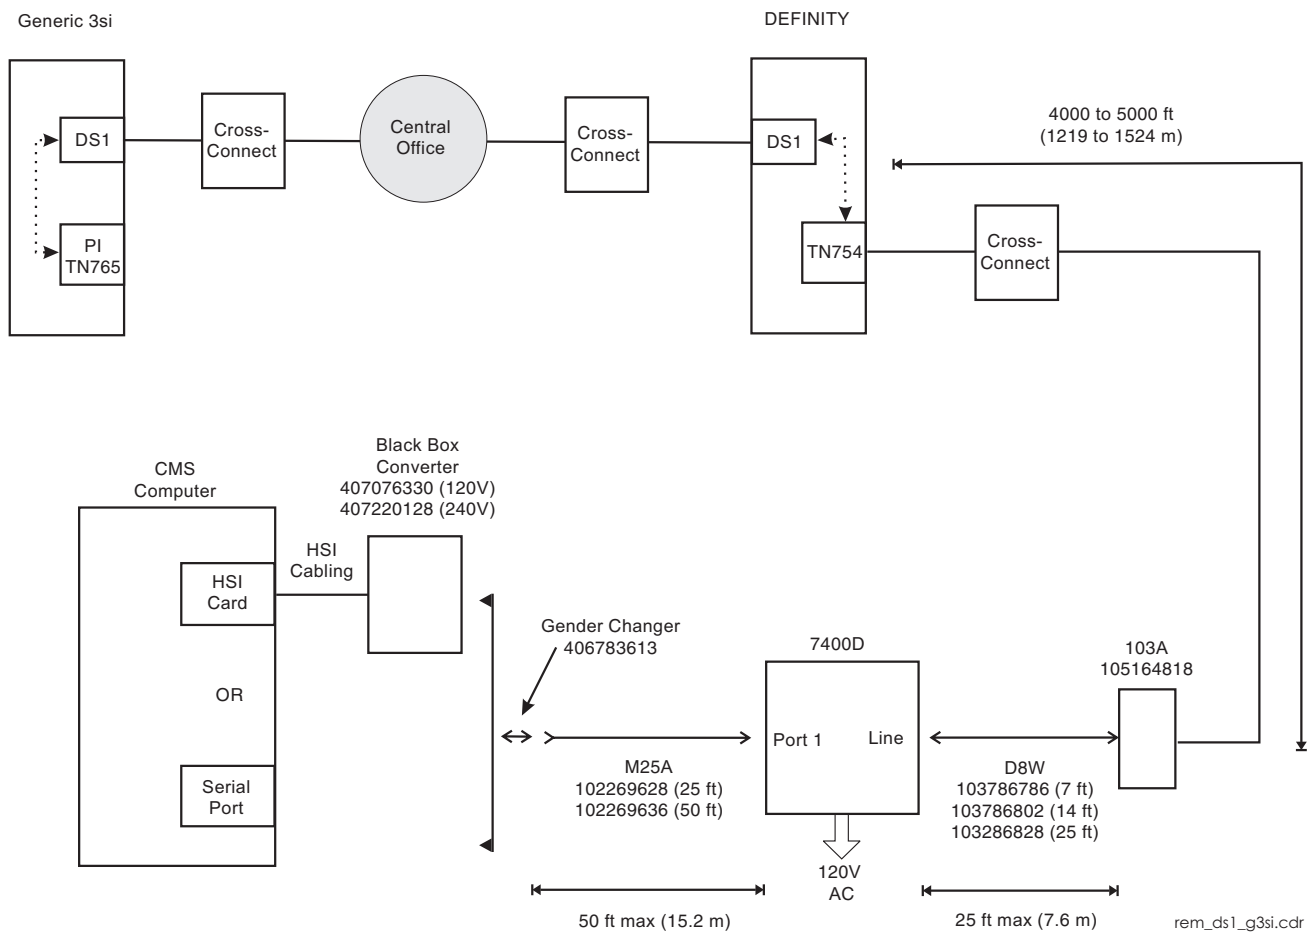 Generic 3si
DEFINITY
DS1
Cross-
Connect
Central
Office
Cross-
Connect
DS1
4000 to 5000 ft
(1219 to 1524 m)
PI
TN765
TN754
Cross-
Connect
CMS
Computer
Black Box
Converter
407076330 (120V)
407220128 (240V)
HSI
Cabling
HSI
Card
OR
Serial
Port
Gender Changer
406783613
7400D
Port 1
Line
103A
105164818
M25A
102269628 (25 ft)
102269636 (50 ft)
D8W
103786786 (7 ft)
103786802 (14 ft)
103286828 (25 ft)
120V
AC
50 ft max (15.2 m)
25 ft max (7.6 m)
rem_ds1_g3si.cdr